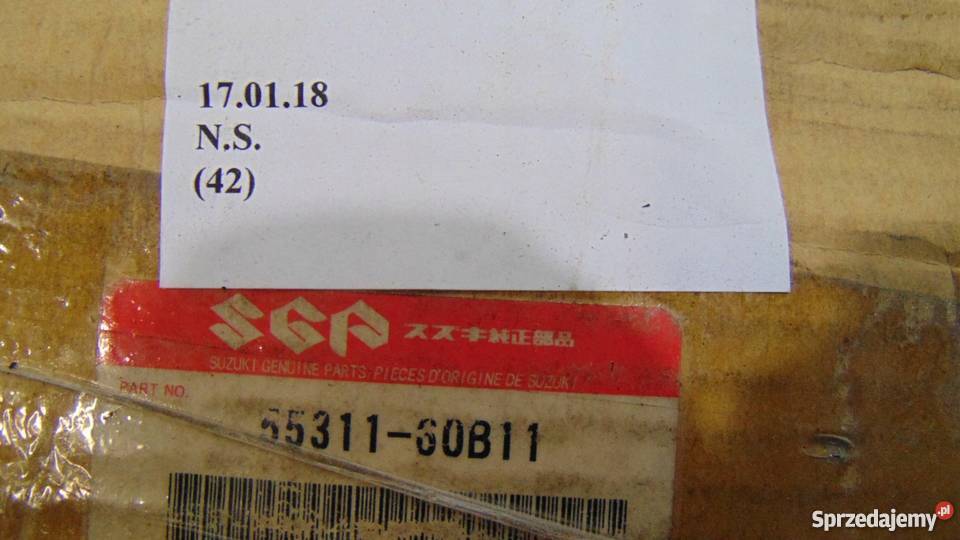 17.01.18
N.S.
(42)
SGP スズキ純正部品
SUZUKI GENUINE PARTS/PIECES D'ORIGINE DE SUZUKI
PART NO.
55311-60B11
Sprzedajemy.pl